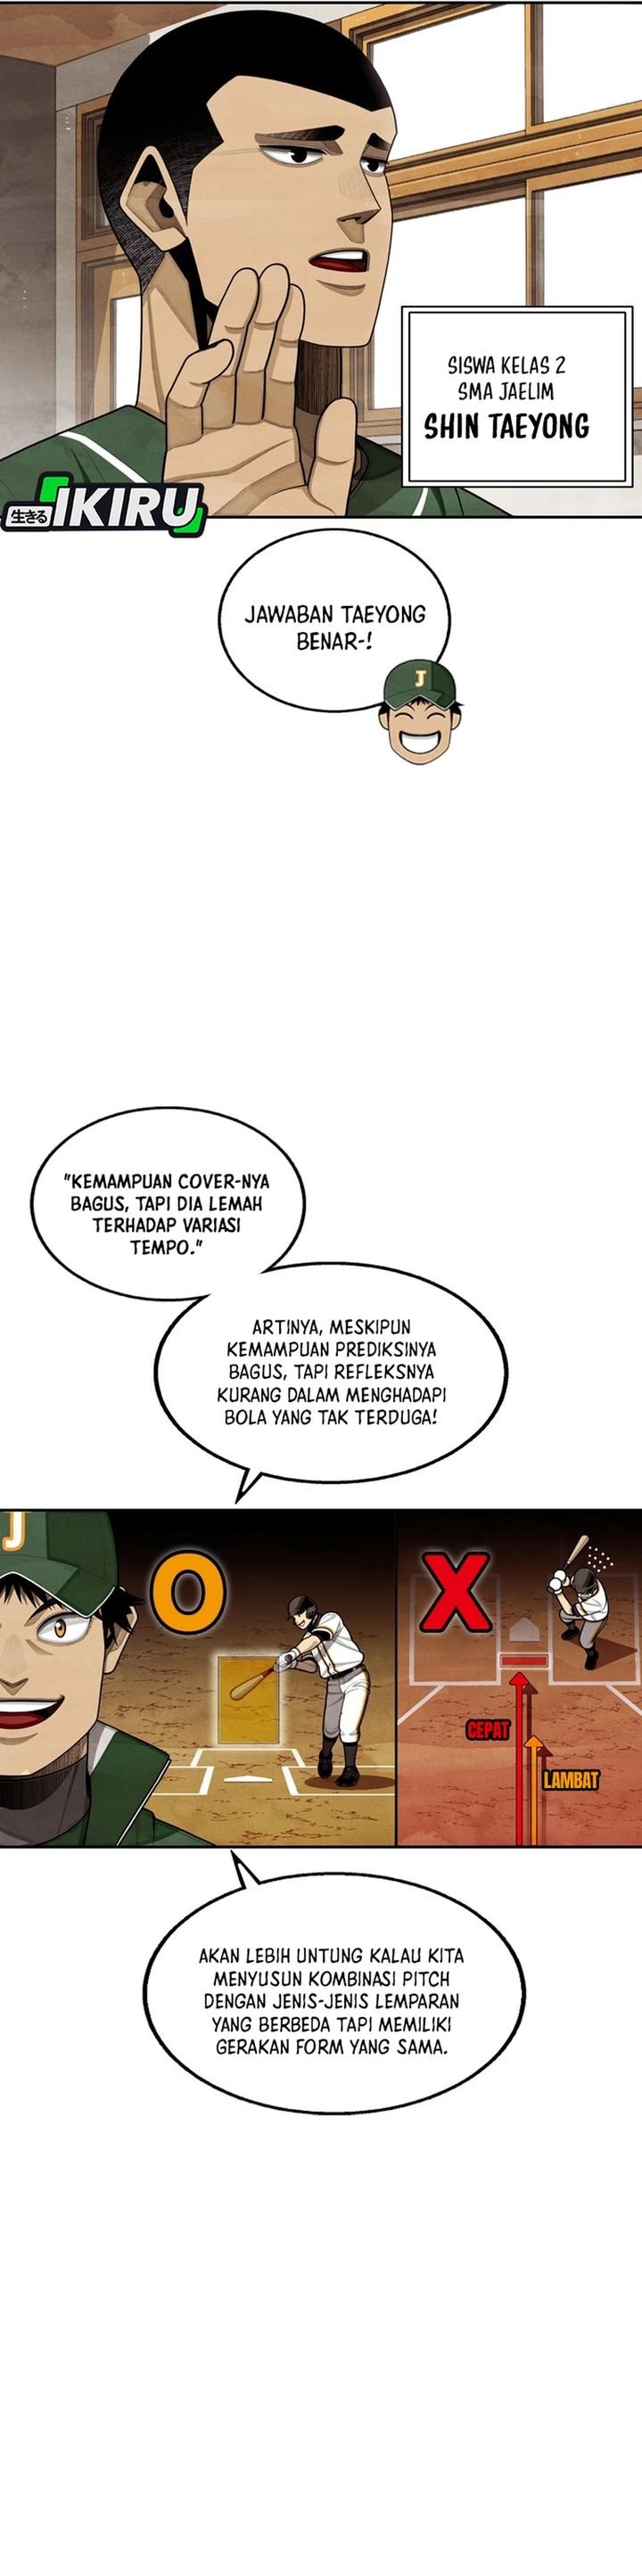 SISWA KELAS 2
SMA JAELIM
SHIN TAEYONG
生きる IKIRU
JAWABAN TAEYONG
BENAR-!
J
"KEMAMPUAN COVER-NYA
BAGUS, TAPI DIA LEMAH
TERHADAP VARIASI
TEMPO."
ARTINYA, MESKIPUN
KEMAMPUAN PREDIKSINYA
BAGUS, TAPI REFLEKSNYA
KURANG DALAM MENGHADAPI
BOLA YANG TAK TERDUGA!
J
O
X
CEPAT
LAMBAT
AKAN LEBIH UNTUNG KALAU KITA
MENYUSUN KOMBINASI PITCH
DENGAN JENIS-JENIS LEMPARAN
YANG BERBEDA TAPI MEMILIKI
GERAKAN FORM YANG SAMA.